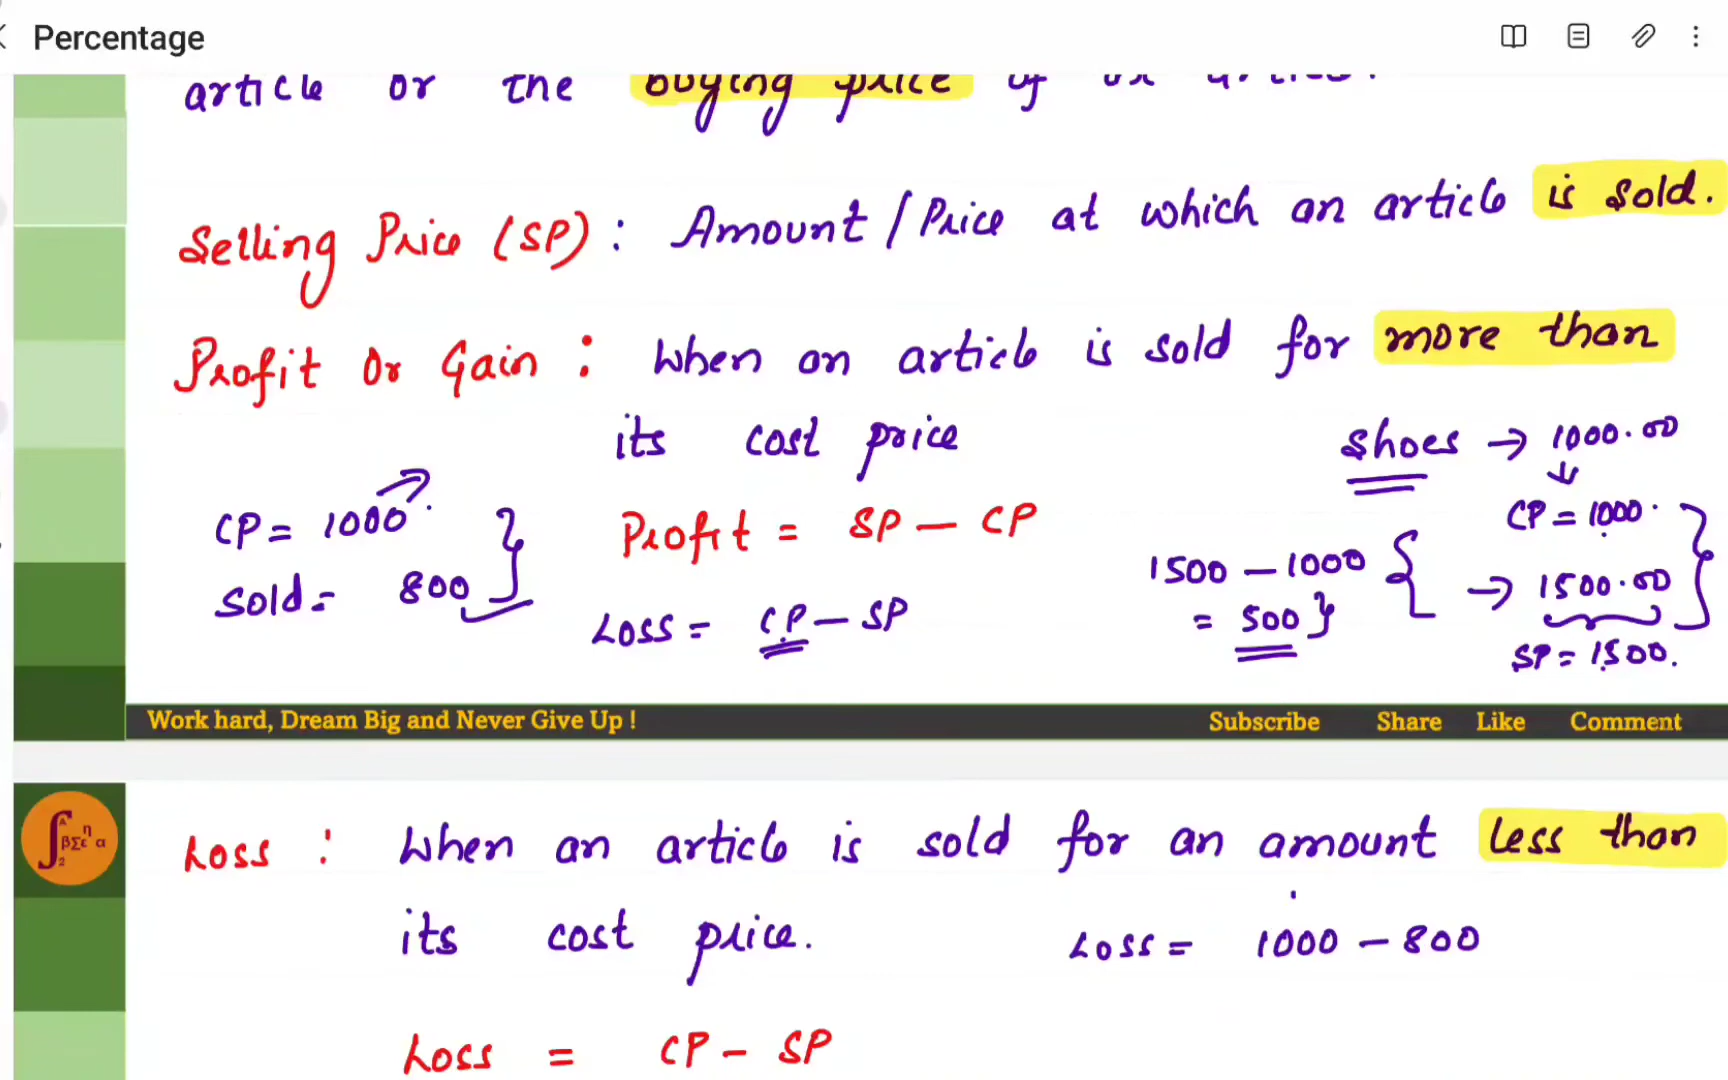 Percentage
article or the buying price of
Selling Price (SP) : Amount / Price at which an article is sold.
Profit Or Gain : When an article is sold for more than
its cost price
Shoes → 1000.00
CP = 1000
sold = 800
Profit = SP – CP
Loss = CP – SP
1500 – 1000
= 500
CP = 1000.
→ 1500.00
SP = 1500.
Work hard, Dream Big and Never Give Up !
Subscribe Share Like Comment
Loss : When an article is sold for an amount less than
its cost price.
Loss = 1000 – 800
Loss = CP – SP